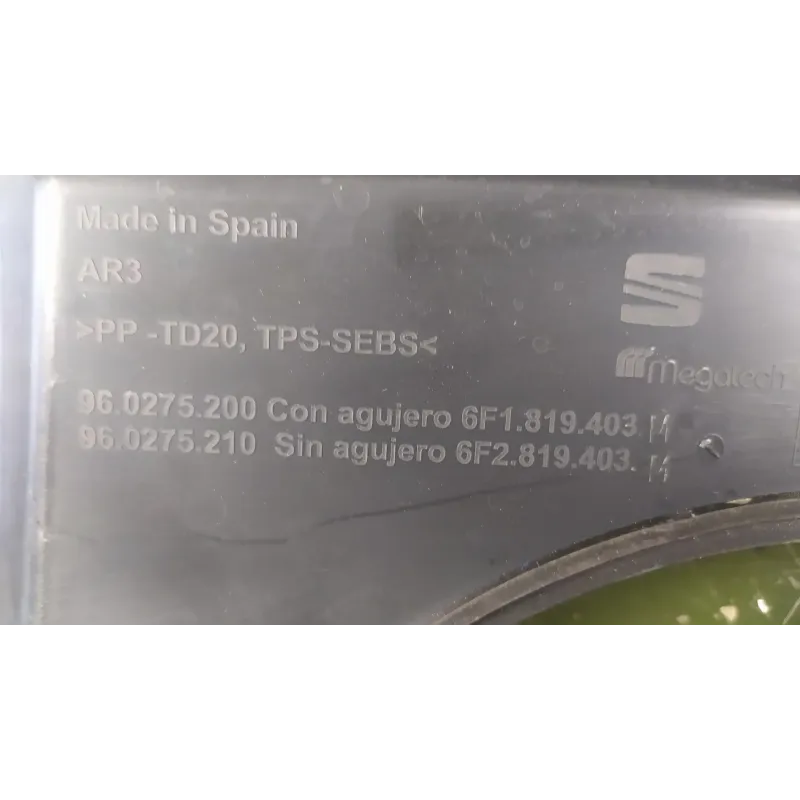 Made in Spain
AR3
>PP -TD20, TPS-SEBS<
megatech
96.0275.200 Con agujero 6F1.819.403.
96.0275.210 Sin agujero 6F2.819.403.